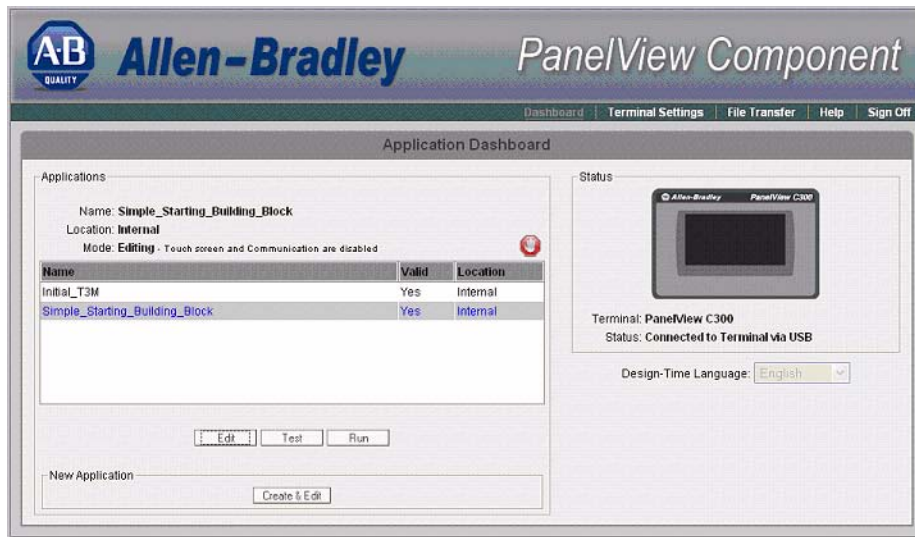 A-B
QUALITY
Allen-Bradley
PanelView Component
Dashboard
Terminal Settings
File Transfer
Help
Sign Off
Application Dashboard
Applications
Name: Simple_Starting_Building_Block
Location: Internal
Mode: Editing - Touch screen and Communication are disabled
Name Valid Location
Initial_T3M Yes Internal
Simple_Starting_Building_Block Yes Internal
Edit Test Run
New Application
Create & Edit
Status
Allen-Bradley PanelView C300
Terminal: PanelView C300
Status: Connected to Terminal via USB
Design-Time Language: English